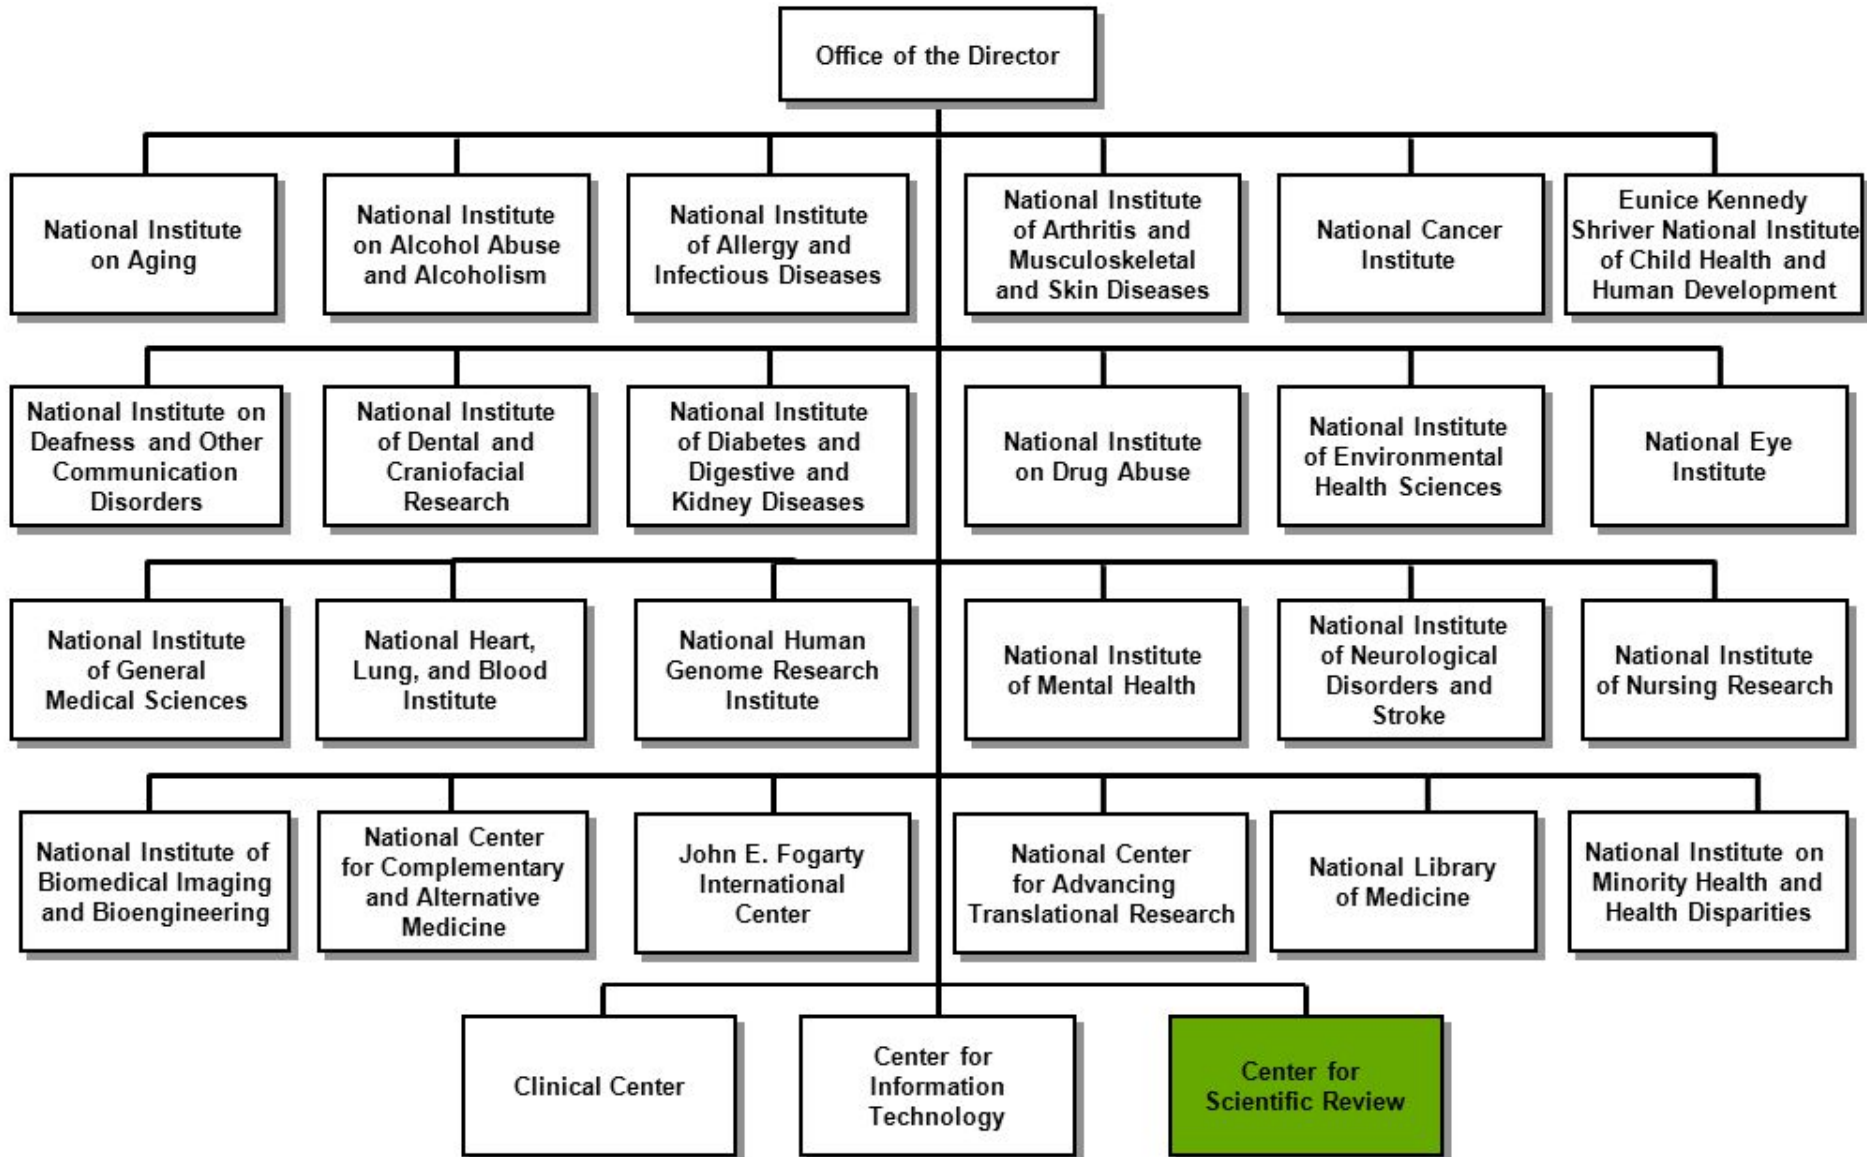 Office of the Director
National Institute
on Aging
National Institute
on Alcohol Abuse
and Alcoholism
National Institute
of Allergy and
Infectious Diseases
National Institute
of Arthritis and
Musculoskeletal
and Skin Diseases
National Cancer
Institute
Eunice Kennedy
Shriver National Institute
of Child Health and
Human Development
National Institute on
Deafness and Other
Communication
Disorders
National Institute
of Dental and
Craniofacial
Research
National Institute
of Diabetes and
Digestive and
Kidney Diseases
National Institute
on Drug Abuse
National Institute
of Environmental
Health Sciences
National Eye
Institute
National Institute
of General
Medical Sciences
National Heart,
Lung, and Blood
Institute
National Human
Genome Research
Institute
National Institute
of Mental Health
National Institute
of Neurological
Disorders and
Stroke
National Institute
of Nursing Research
National Institute of
Biomedical Imaging
and Bioengineering
National Center
for Complementary
and Alternative
Medicine
John E. Fogarty
International
Center
National Center
for Advancing
Translational Research
National Library
of Medicine
National Institute on
Minority Health and
Health Disparities
Clinical Center
Center for
Information
Technology
Center for
Scientific Review